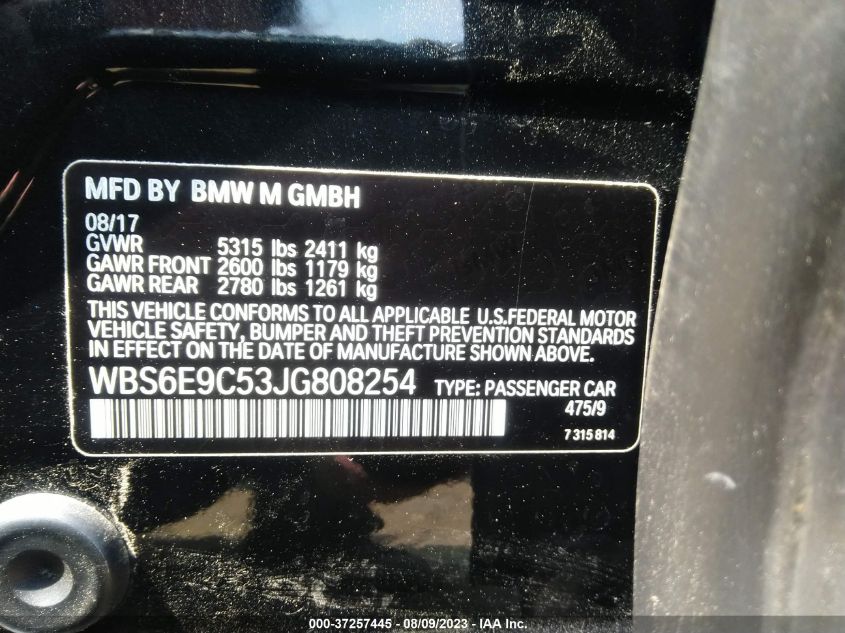 MFD BY BMW M GMBH
08/17
GVWR 5315 lbs 2411 kg
GAWR FRONT 2600 lbs 1179 kg
GAWR REAR 2780 lbs 1261 kg
THIS VEHICLE CONFORMS TO ALL APPLICABLE U.S.FEDERAL MOTOR
VEHICLE SAFETY, BUMPER AND THEFT PREVENTION STANDARDS
IN EFFECT ON THE DATE OF MANUFACTURE SHOWN ABOVE.
WBS6E9C53JG808254 TYPE: PASSENGER CAR
475/9
7 315 814
000-37257445 - 08/09/2023 - IAA Inc.